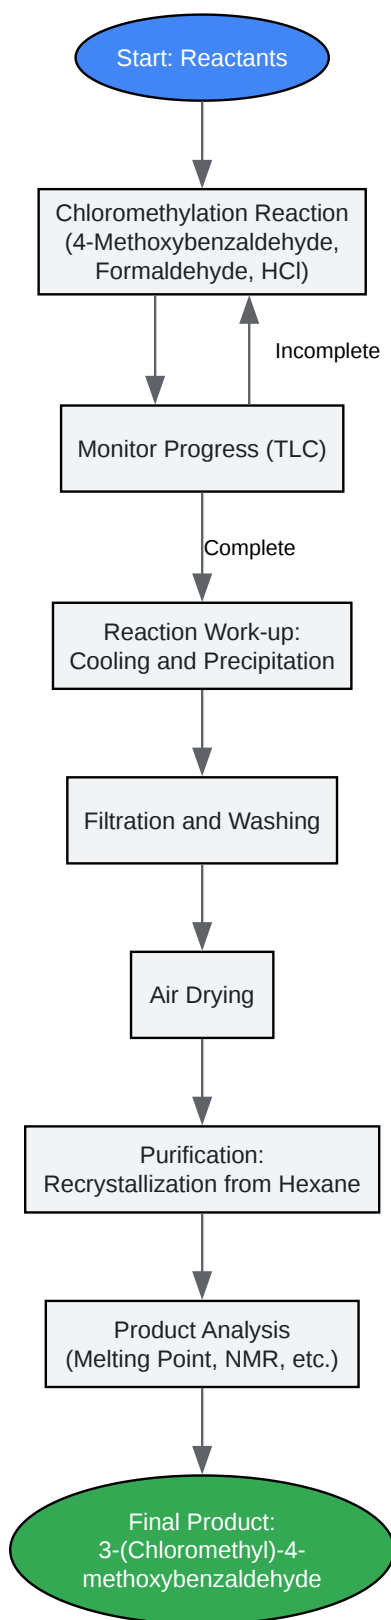 Start: Reactants
Chloromethylation Reaction
(4-Methoxybenzaldehyde,
Formaldehyde, HCl)
Incomplete
Monitor Progress (TLC)
Complete
Reaction Work-up:
Cooling and Precipitation
Filtration and Washing
Air Drying
Purification:
Recrystallization from Hexane
Product Analysis
(Melting Point, NMR, etc.)
Final Product:
3-(Chloromethyl)-4-
methoxybenzaldehyde